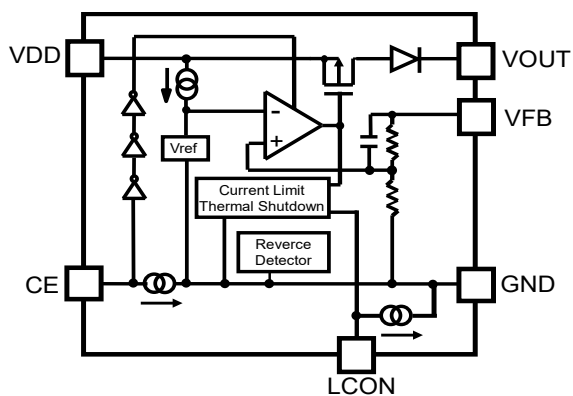 VDD
VOUT
VFB
−
+
Vref
Current Limit
Thermal Shutdown
Reverce
Detector
CE
GND
LCON